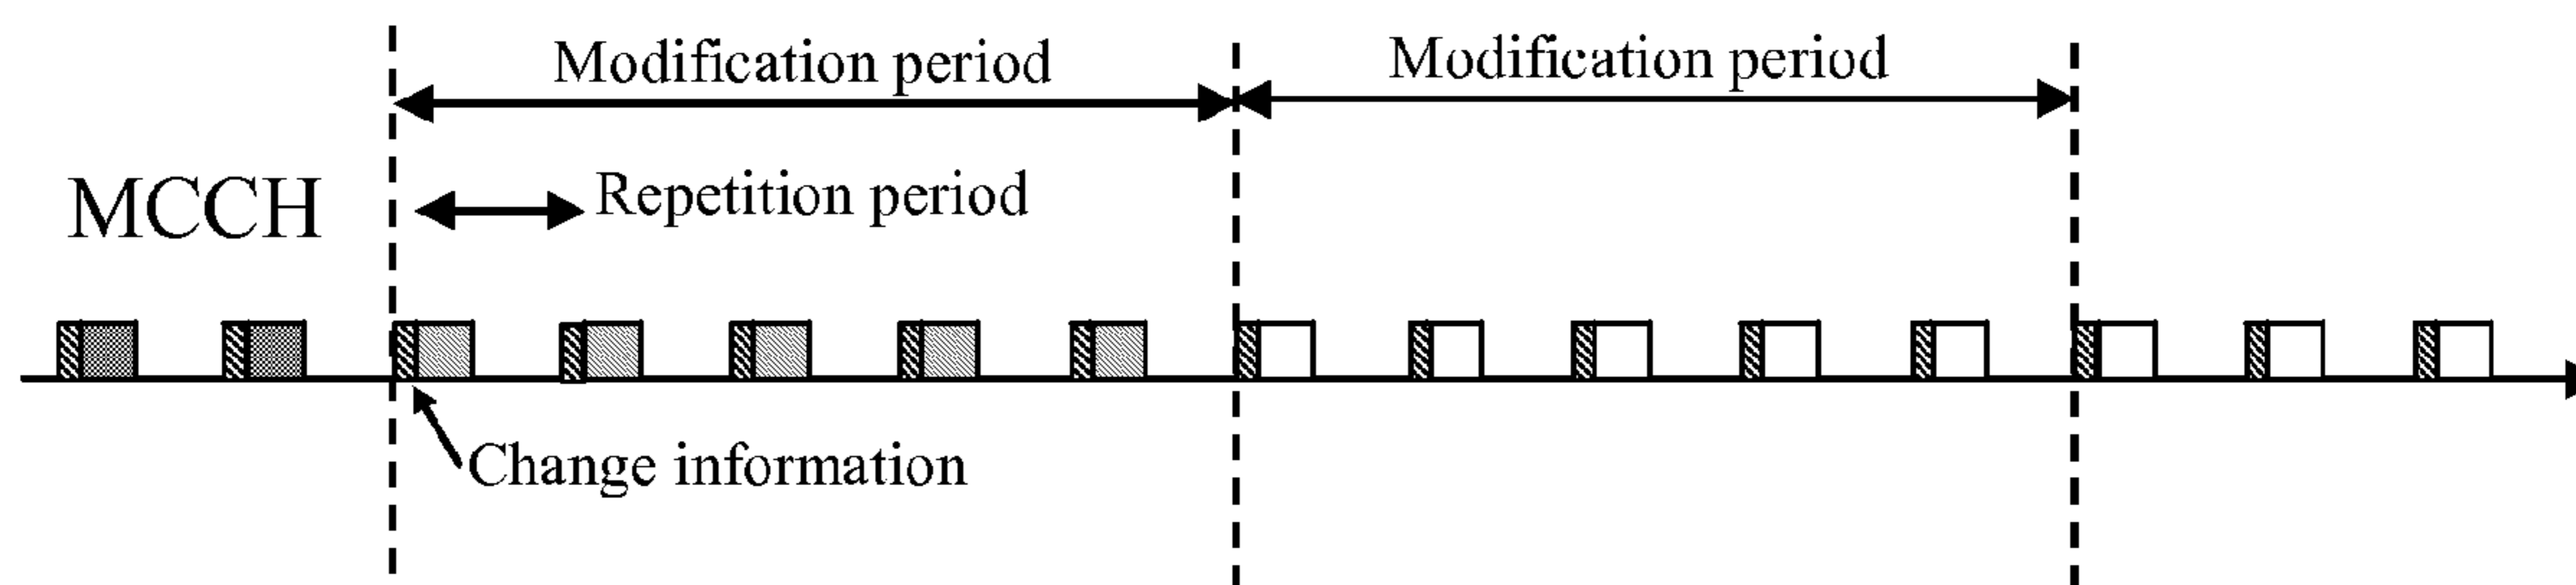 Modification period
Modification period
MCCH
Repetition period
Change information